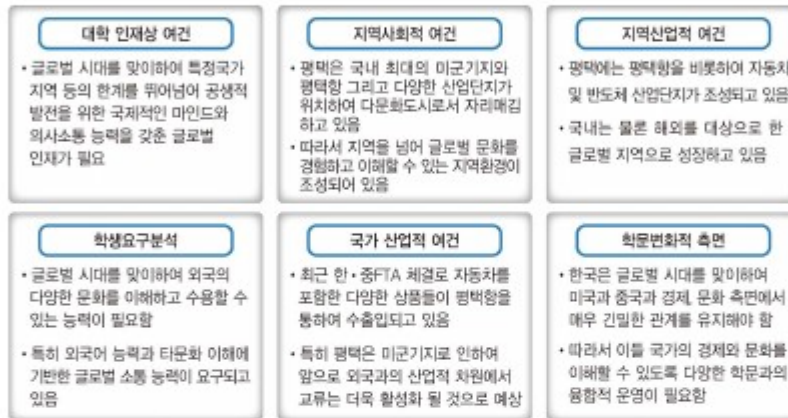 대학 인재상 여건
• 글로벌 시대를 맞이하여 특정국가
지역 등의 한계를 뛰어넘어 공생적
발전을 위한 국제적인 마인드와
의사소통 능력을 갖춘 글로벌
인재가 필요
지역사회적 여건
• 평택은 국내 최대의 미군기지와
평택항 그리고 다양한 산업단지가
위치하여 다문화도시로서 자리매김
하고 있음
• 따라서 지역을 넘어 글로벌 문화를
경험하고 이해할 수 있는 지역환경이
조성되어 있음
지역산업적 여건
• 평택에는 평택항을 비롯하여 자동차
및 반도체 산업단지가 조성되고 있음
• 국내는 물론 해외를 대상으로 한
글로벌 지역으로 성장하고 있음
학생요구분석
• 글로벌 시대를 맞이하여 외국의
다양한 문화를 이해하고 수용할 수
있는 능력이 필요함
• 특히 외국어 능력과 타문화 이해에
기반한 글로벌 소통 능력이 요구되고
있음
국가 산업적 여건
• 최근 한・중FTA 체결로 자동차를
포함한 다양한 상품들이 평택항을
통하여 수출입되고 있음
• 특히 평택은 미군기지로 인하여
앞으로 외국과의 산업적 차원에서
교류는 더욱 활성화 될 것으로 예상
학문변화적 측면
• 한국은 글로벌 시대를 맞이하여
미국과 중국과 경제, 문화 측면에서
매우 긴밀한 관계를 유지해야 함
• 따라서 이들 국가의 경제와 문화를
이해할 수 있도록 다양한 학문과의
융합적 운영이 필요함